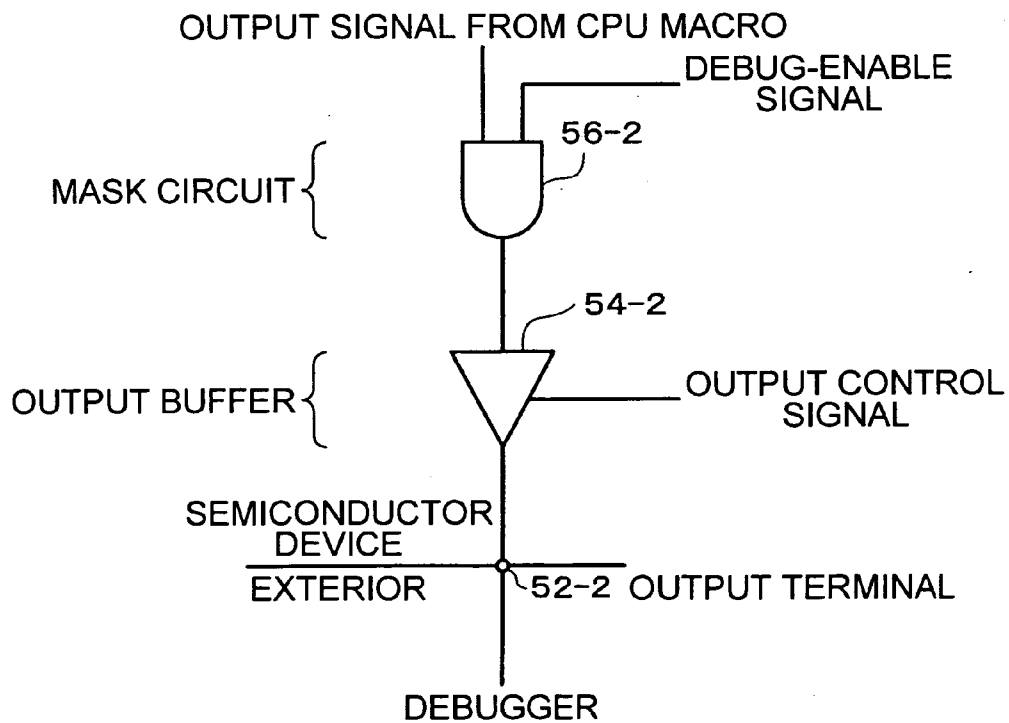 OUTPUT SIGNAL FROM CPU MACRO
DEBUG-ENABLE
SIGNAL
56-2
MASK CIRCUIT
54-2
OUTPUT BUFFER
OUTPUT CONTROL
SIGNAL
SEMICONDUCTOR
DEVICE
EXTERIOR
52-2
OUTPUT TERMINAL
DEBUGGER